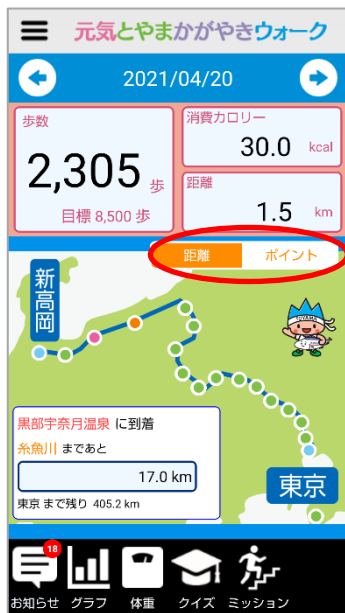 元気とやまかがやきウォーク
2021/04/20
歩数
2,305 歩
目標 8,500 歩
消費カロリー
30.0 kcal
距離
1.5 km
距離 ポイント
新高岡
TOYAMA
黒部宇奈月温泉 に到着
糸魚川 まであと
17.0 km
東京 まで残り 405.2 km
東京
18
お知らせ グラフ 体重 クイズ ミッション